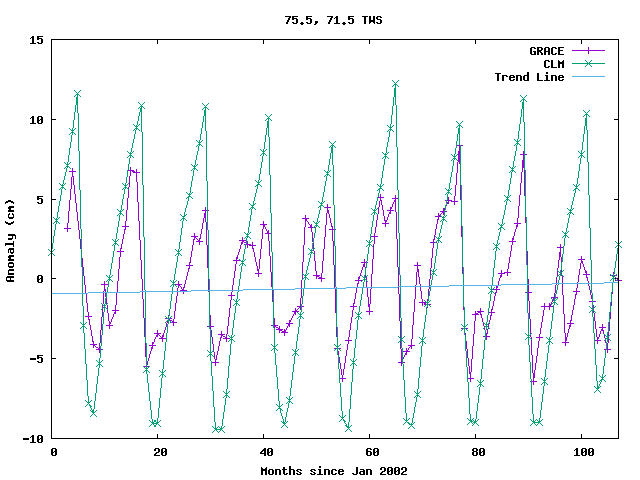 75.5, 71.5 TWS
GRACE
CLM
Trend Line
Anomaly (cm)
15
10
5
0
-5
-10
0 20 40 60 80 100
Months since Jan 2002